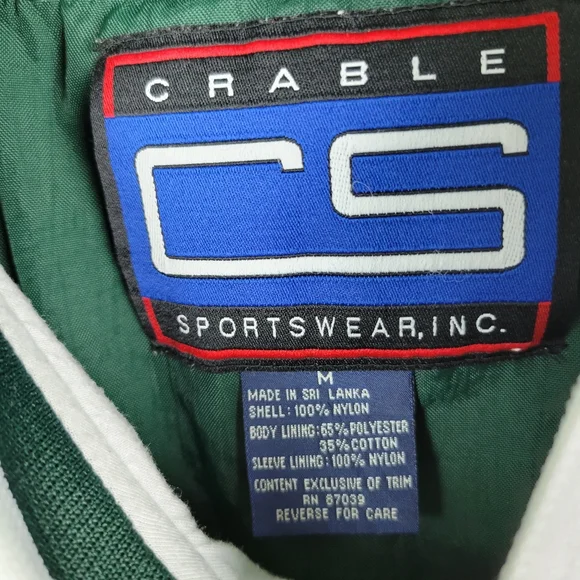 CRABLE
CS
SPORTSWEAR, INC.
M
MADE IN SRI LANKA
SHELL: 100% NYLON
BODY LINING: 65% POLYESTER
35% COTTON
SLEEVE LINING: 100% NYLON
CONTENT EXCLUSIVE OF TRIM
RN 87039
REVERSE FOR CARE